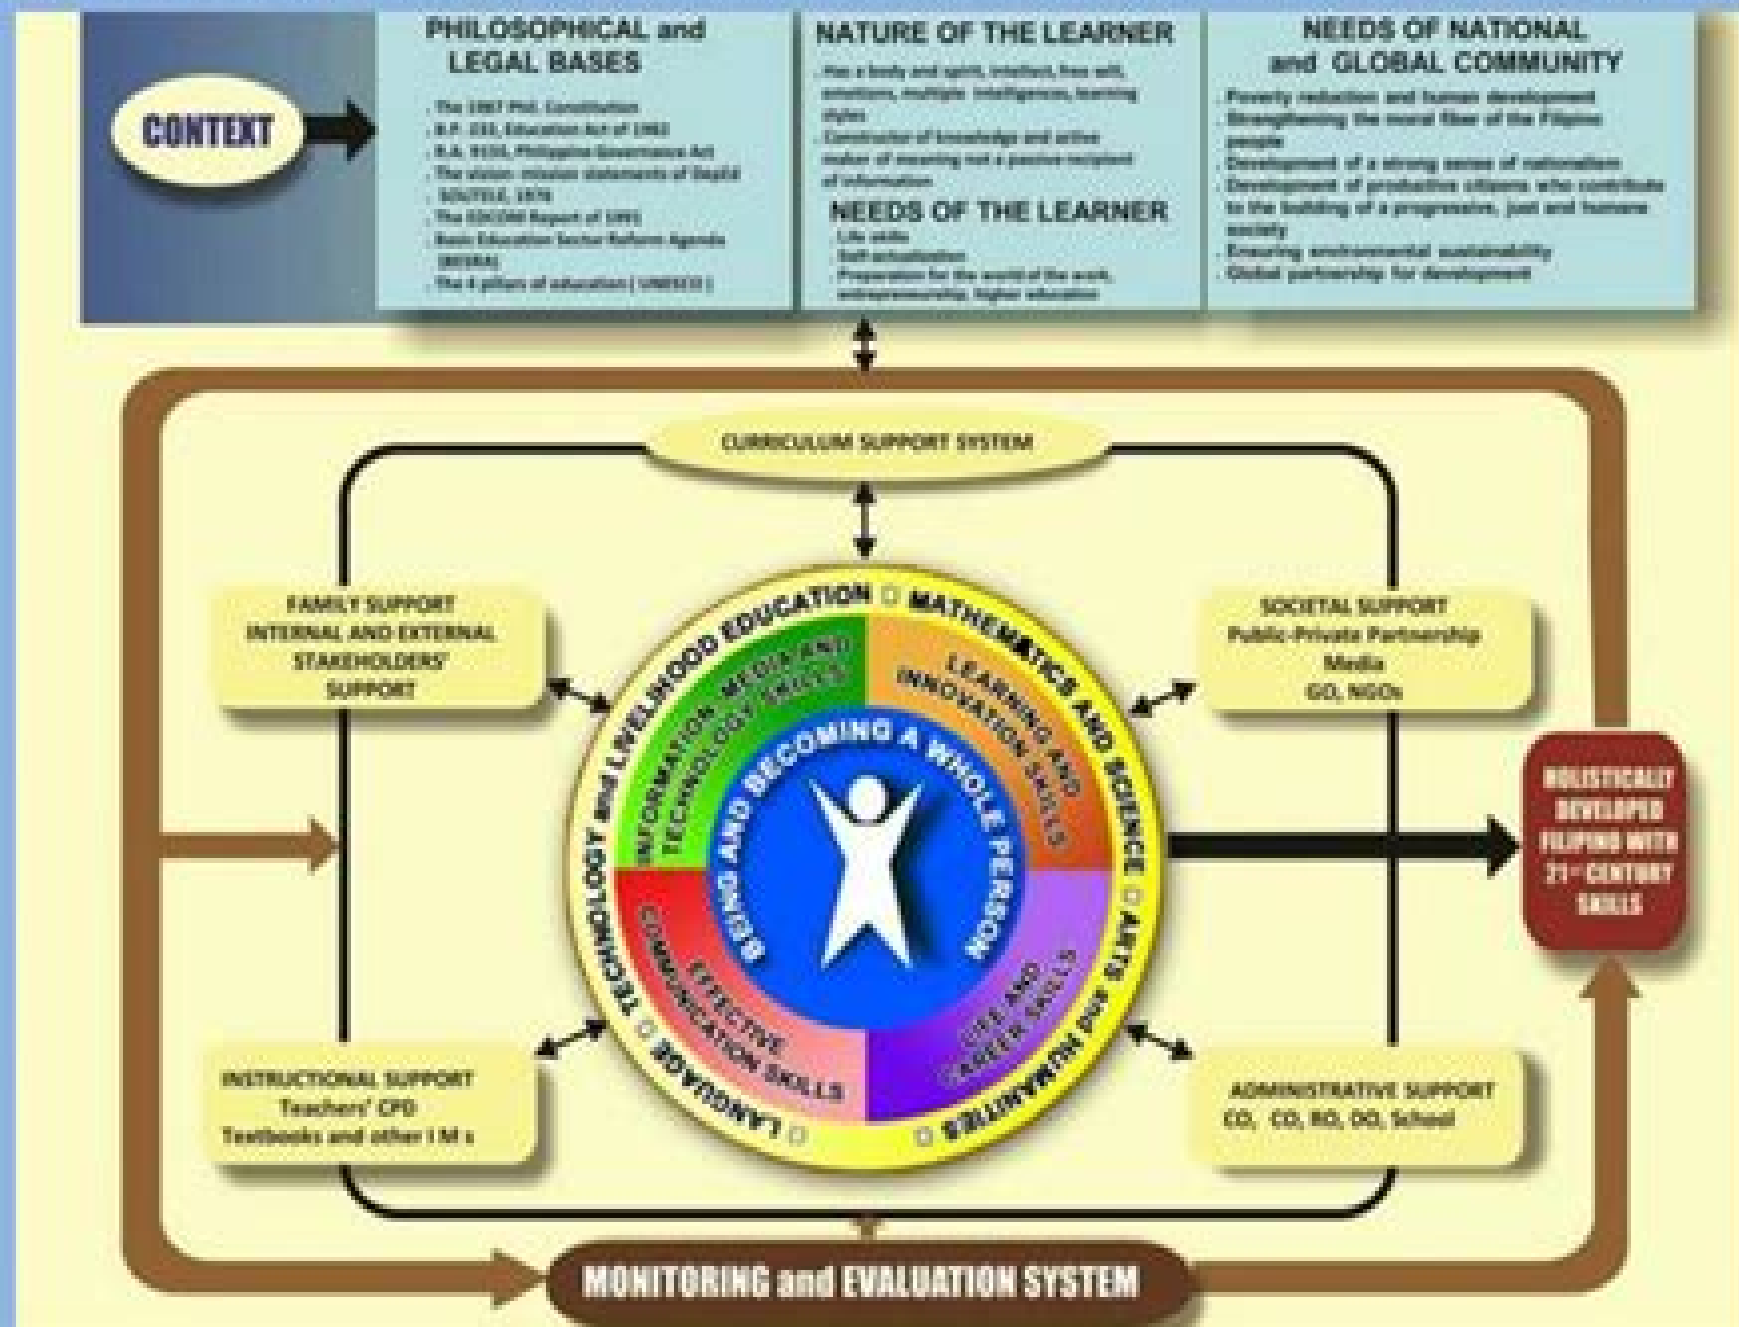 CONTEXT
PHILOSOPHICAL and
LEGAL BASES
. The 1987 Phil. Constitution
. B.P. 232, Education Act of 1982
. R.A. 9155, Philippine Governance Act
. The vision-mission statements of DepEd
. SOUTELE, 1976
. The EDCOM Report of 1991
. Basic Education Sector Reform Agenda
(BESRA)
. The 4 pillars of education ( UNESCO )
NATURE OF THE LEARNER
. Has a body and spirit, intellect, free will,
emotions, multiple intelligences, learning
styles
. Constructor of knowledge and active
maker of meaning not a passive recipient
of information
NEEDS OF THE LEARNER
. Life skills
. Self-actualization
. Preparation for the world of the work,
entrepreneurship, higher education
NEEDS OF NATIONAL
and GLOBAL COMMUNITY
. Poverty reduction and human development
. Strengthening the moral fiber of the Filipino
people
. Development of a strong sense of nationalism
. Development of productive citizens who contribute
to the building of a progressive, just and humane
society
. Ensuring environmental sustainability
. Global partnership for development
CURRICULUM SUPPORT SYSTEM
FAMILY SUPPORT
INTERNAL AND EXTERNAL
STAKEHOLDERS'
SUPPORT
SOCIETAL SUPPORT
Public-Private Partnership
Media
GO, NGOs
TECHNOLOGY and LIVELIHOOD EDUCATION
MATHEMATICS AND SCIENCE
ARTS and HUMANITIES
LANGUAGE
INFORMATION, MEDIA AND
TECHNOLOGY SKILLS
LEARNING AND
INNOVATION SKILLS
EFFECTIVE
COMMUNICATION SKILLS
LIFE AND
CAREER SKILLS
BEING AND BECOMING A WHOLE PERSON
HOLISTICALLY
DEVELOPED
FILIPINO WITH
21st CENTURY
SKILLS
INSTRUCTIONAL SUPPORT
Teachers' CPD
Textbooks and other I M s
ADMINISTRATIVE SUPPORT
CO, CO, RO, DO, School
MONITORING and EVALUATION SYSTEM